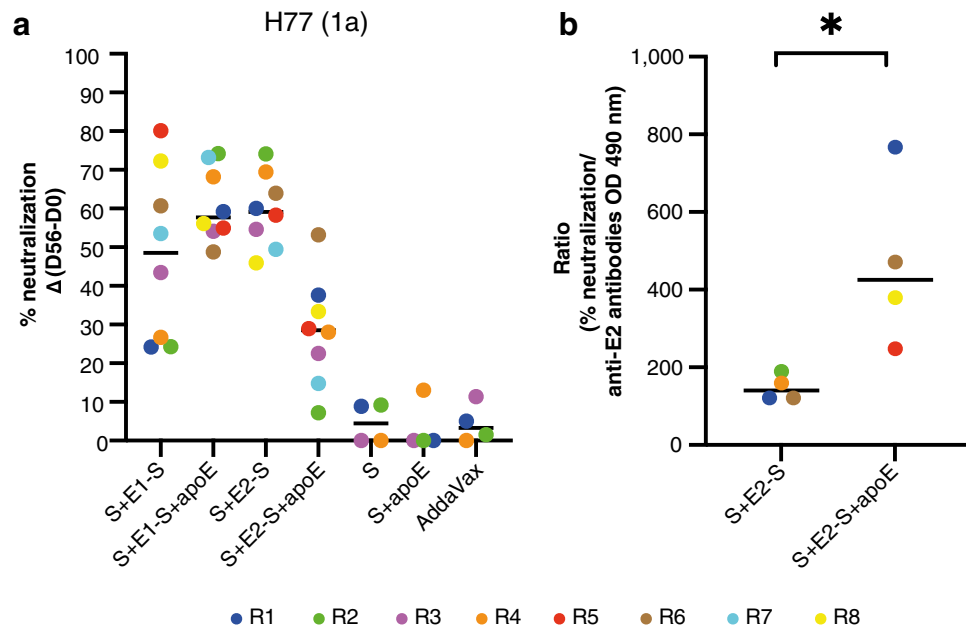 a
H77 (1a)
% neutralization
Δ (D56-D0)
100
90
80
70
60
50
40
30
20
10
0
S+E1-S
S+E1-S+apoE
S+E2-S
S+E2-S+apoE
S
S+apoE
AddaVax
b
*
Ratio
(% neutralization/
anti-E2 antibodies OD 490 nm)
1,000
800
600
400
200
0
S+E2-S
S+E2-S+apoE
R1 R2 R3 R4 R5 R6 R7 R8